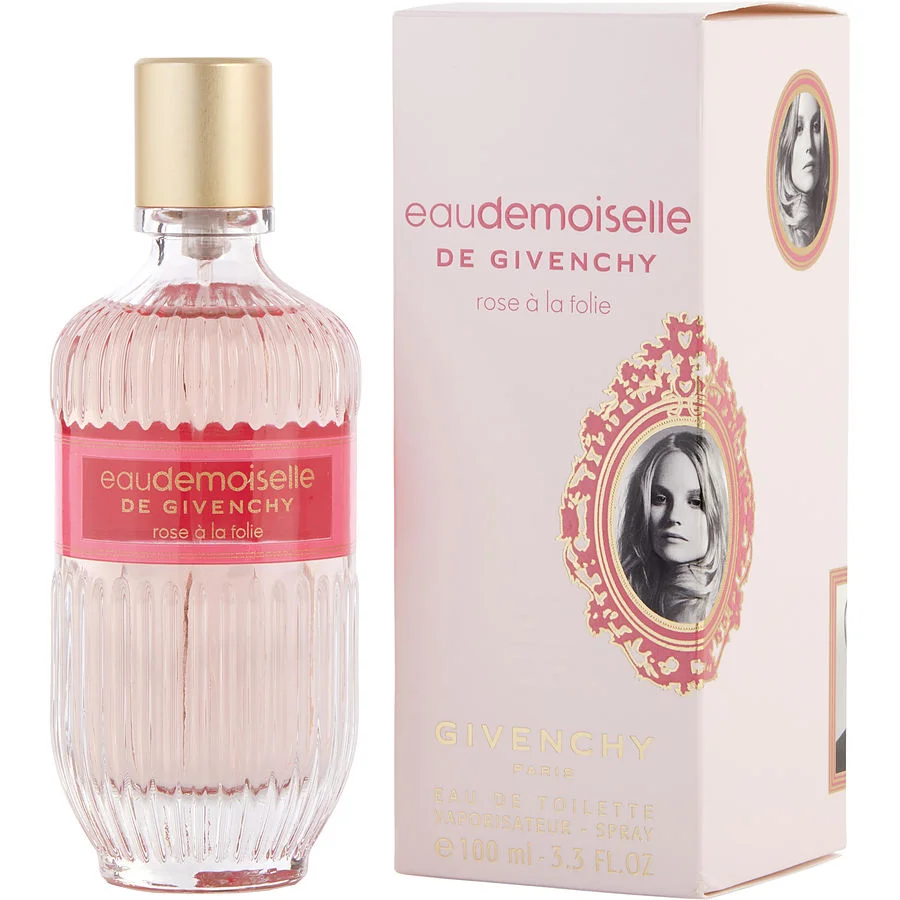 eaudemoiselle
DE GIVENCHY
rose à la folie
eaudemoiselle
DE GIVENCHY
rose à la folie
GIVENCHY
PARIS
EAU DE TOILETTE
VAPORISATEUR - SPRAY
℮ 100 ml - 3.3 FL.OZ